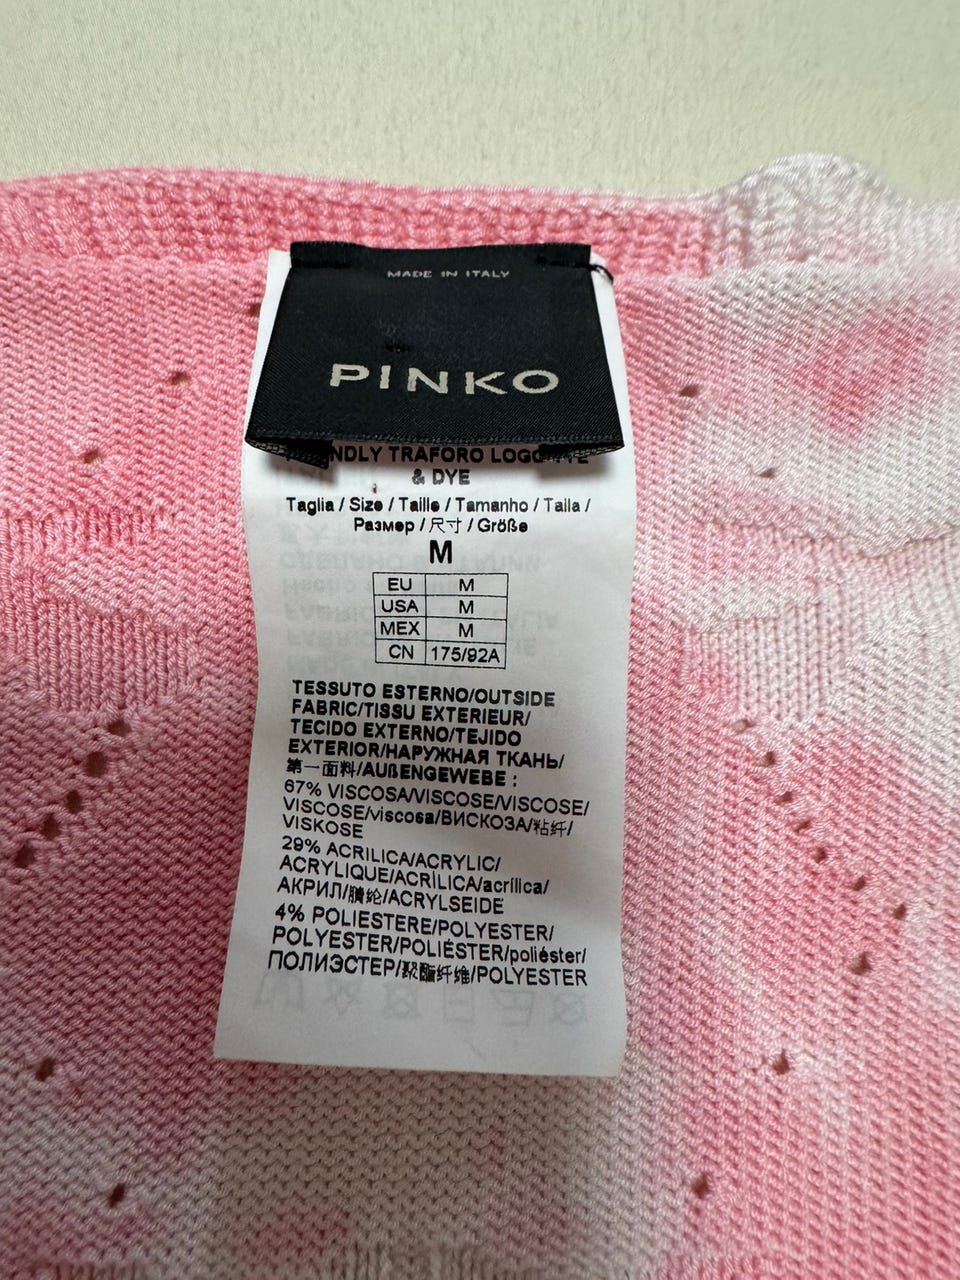 MADE IN ITALY
PINKO
TRAFORO
& DYE
Taglia / Size / Taille / Tamanho / Talla /
Размер / 尺寸 / Größe
M
EU M
USA M
MEX M
CN 175/92A
TESSUTO ESTERNO/OUTSIDE
FABRIC/TISSU EXTERIEUR/
TECIDO EXTERNO/TEJIDO
EXTERIOR/НАРУЖНАЯ ТКАНЬ/
第一面料/AUßENGEWEBE :
67% VISCOSA/VISCOSE/VISCOSE/
VISCOSE/viscosa/ВИСКОЗА/粘纤/
VISKOSE
29% ACRILICA/ACRYLIC/
ACRYLIQUE/ACRÍLICA/acrílica/
АКРИЛ/腈纶/ACRYLSEIDE
4% POLIESTERE/POLYESTER/
POLYESTER/POLIÉSTER/poliéster/
ПОЛИЭСТЕР/聚酯纤维/POLYESTER